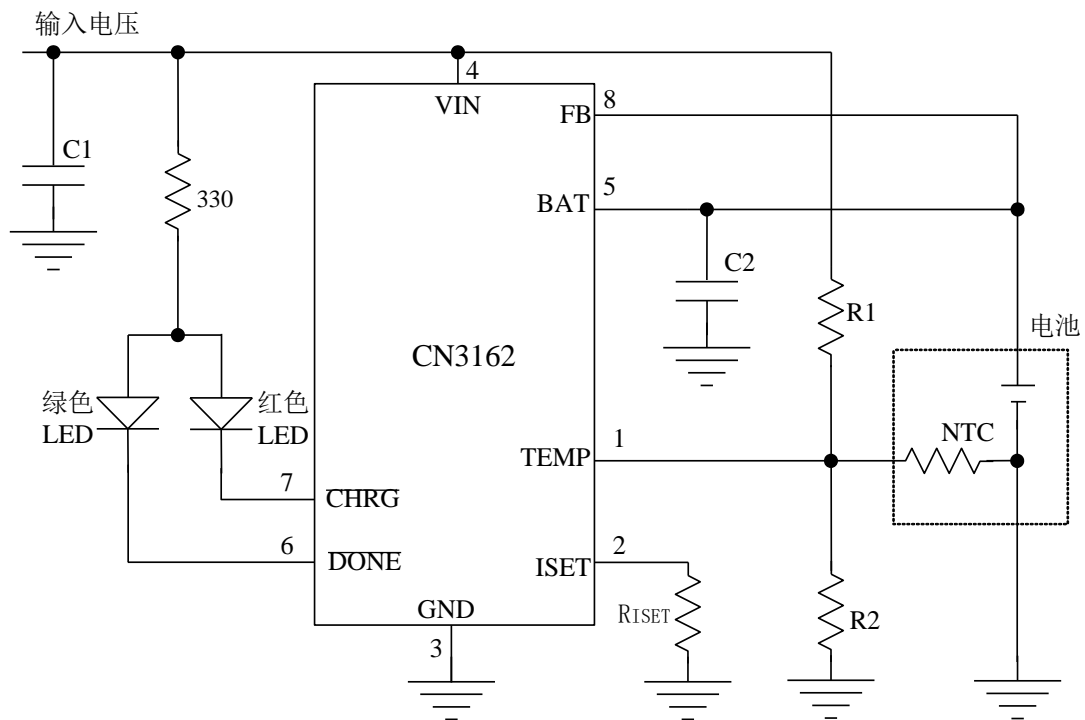 输入电压
4
VIN
8
FB
C1
330
5
BAT
C2
R1
CN3162
电池
绿色
LED
红色
LED
1
NTC
TEMP
7
CHRG
6
DONE
2
ISET
GND
RISET
R2
3